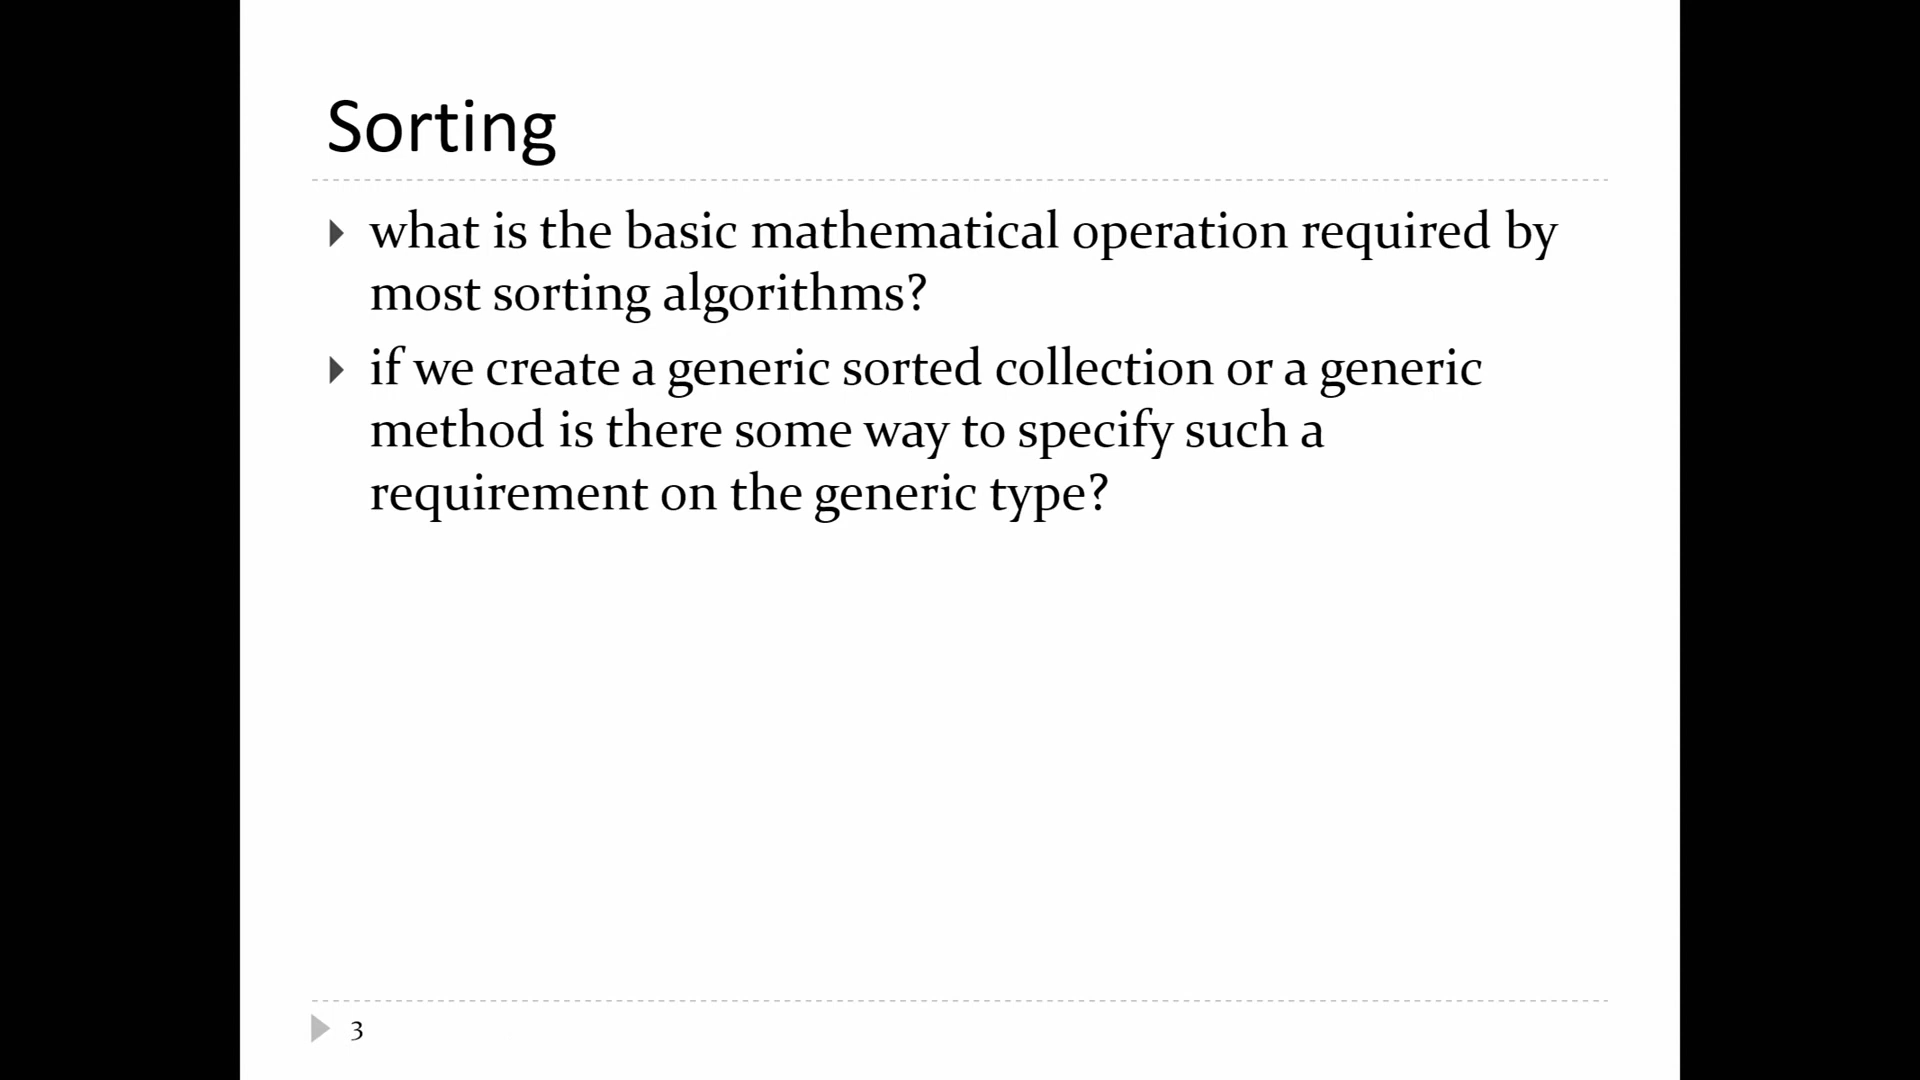 Sorting
what is the basic mathematical operation required by
most sorting algorithms?
if we create a generic sorted collection or a generic
method is there some way to specify such a
requirement on the generic type?
3